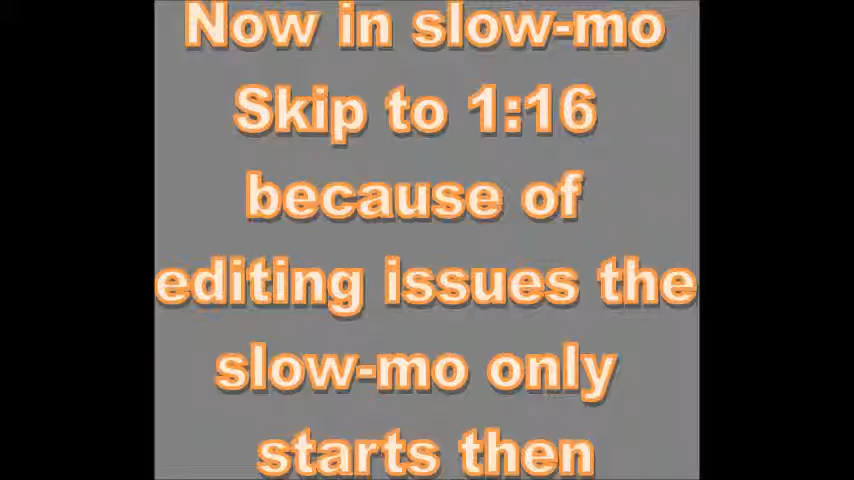 Now in slow-mo
Skip to 1:16
because of
editing issues the
slow-mo only
starts then